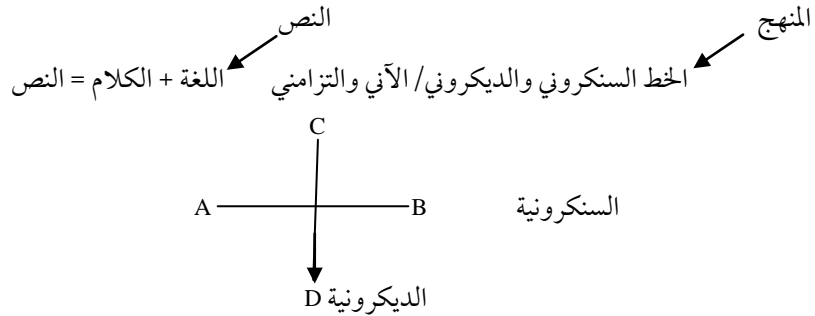 المنهج النص
الخط السنكروني والديكروني/ الآني والتزامني اللغة + الكلام = النص
C
A B السنكرونية
D الديكرونية